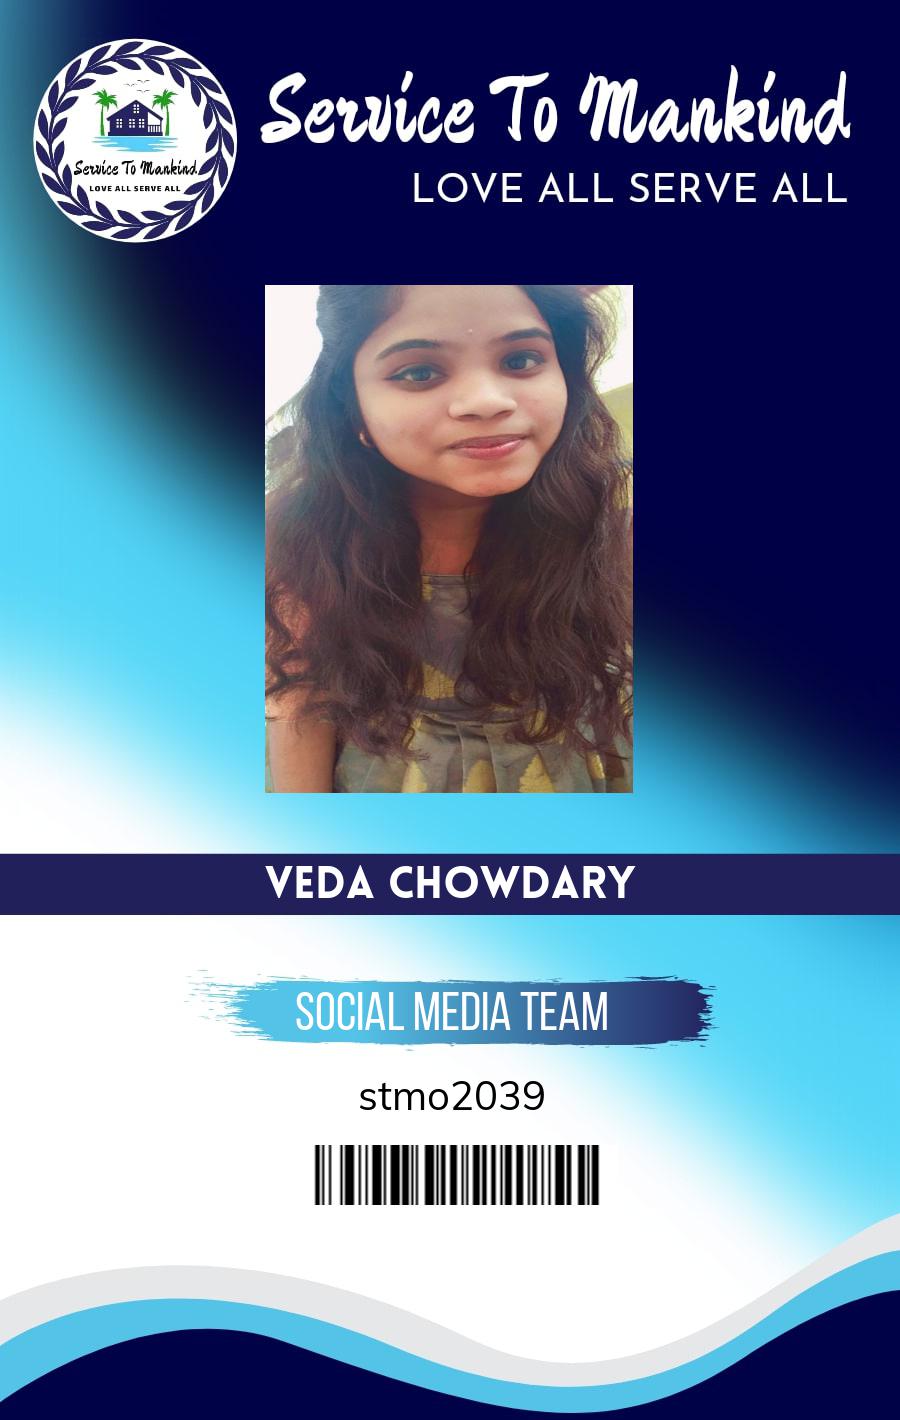 Service To Mankind
LOVE ALL SERVE ALL
Service To Mankind
LOVE ALL SERVE ALL
VEDA CHOWDARY
SOCIAL MEDIA TEAM
stmo2039